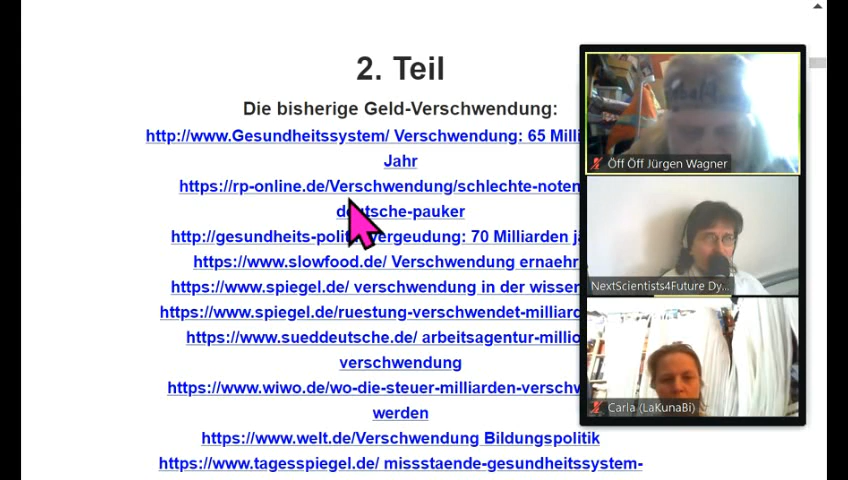 2. Teil
Die bisherige Geld-Verschwendung:
http://www.Gesundheitssystem/ Verschwendung: 65 Milli
Jahr
https://rp-online.de/Verschwendung/schlechte-noten
deutsche-pauker
http://gesundheits-polit vergeudung: 70 Milliarden j
https://www.slowfood.de/ Verschwendung ernaehr
https://www.spiegel.de/ verschwendung in der wissen
https://www.spiegel.de/ruestung-verschwendet-milliard
https://www.sueddeutsche.de/ arbeitsagentur-millio
verschwendung
https://www.wiwo.de/wo-die-steuer-milliarden-verschw
werden
https://www.welt.de/Verschwendung Bildungspolitik
https://www.tagesspiegel.de/ missstaende-gesundheitssystem-
Öff Öff Jürgen Wagner
NextScientists4Future Dy...
Carla (LaKunaBi)